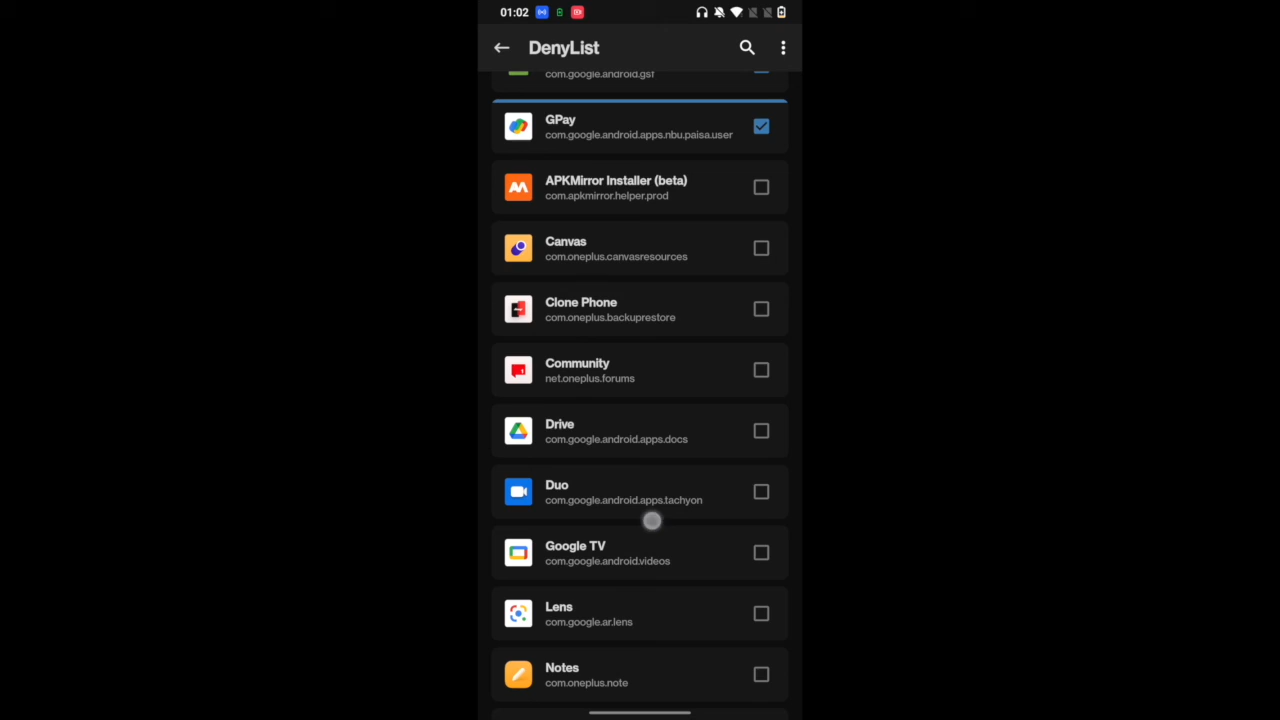 01:02
DenyList
com.google.android.gsf
GPay
com.google.android.apps.nbu.paisa.user
APKMirror Installer (beta)
com.apkmirror.helper.prod
Canvas
com.oneplus.canvasresources
Clone Phone
com.oneplus.backuprestore
Community
net.oneplus.forums
Drive
com.google.android.apps.docs
Duo
com.google.android.apps.tachyon
Google TV
com.google.android.videos
Lens
com.google.ar.lens
Notes
com.oneplus.note